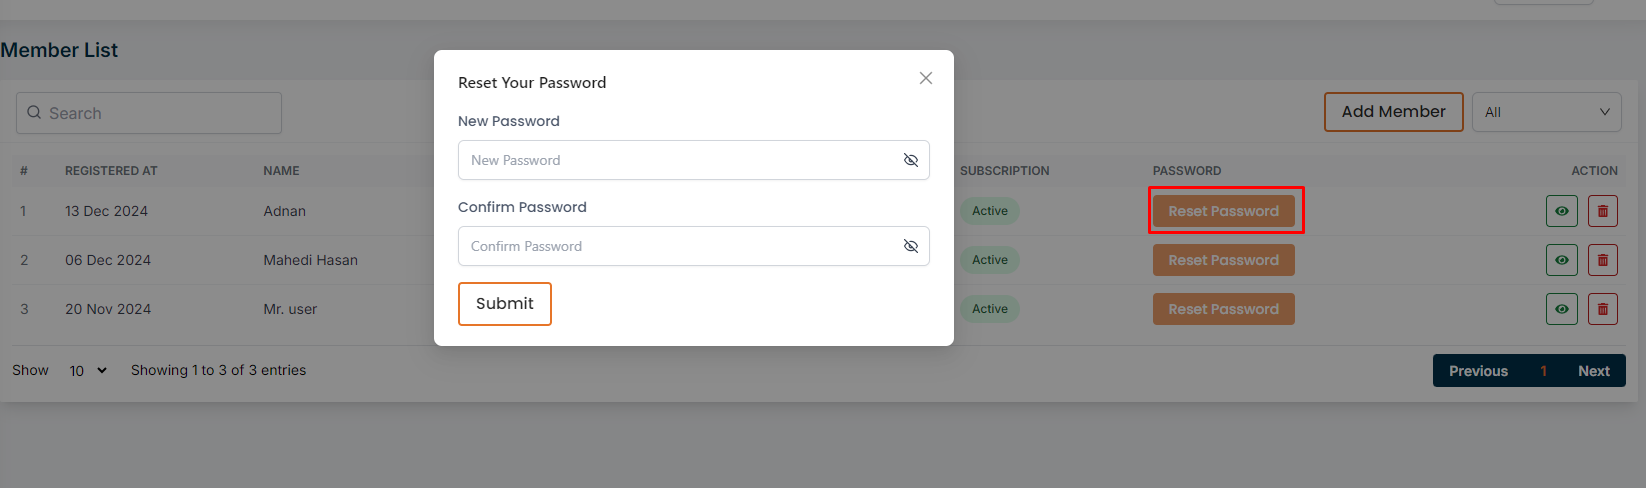 Member List
Reset Your Password
Search
Add Member
All
New Password
New Password
Confirm Password
Confirm Password
Submit
# REGISTERED AT NAME SUBSCRIPTION PASSWORD ACTION
1 13 Dec 2024 Adnan Active Reset Password
2 06 Dec 2024 Mahedi Hasan Active Reset Password
3 20 Nov 2024 Mr. user Active Reset Password
Show 10 Showing 1 to 3 of 3 entries Previous 1 Next